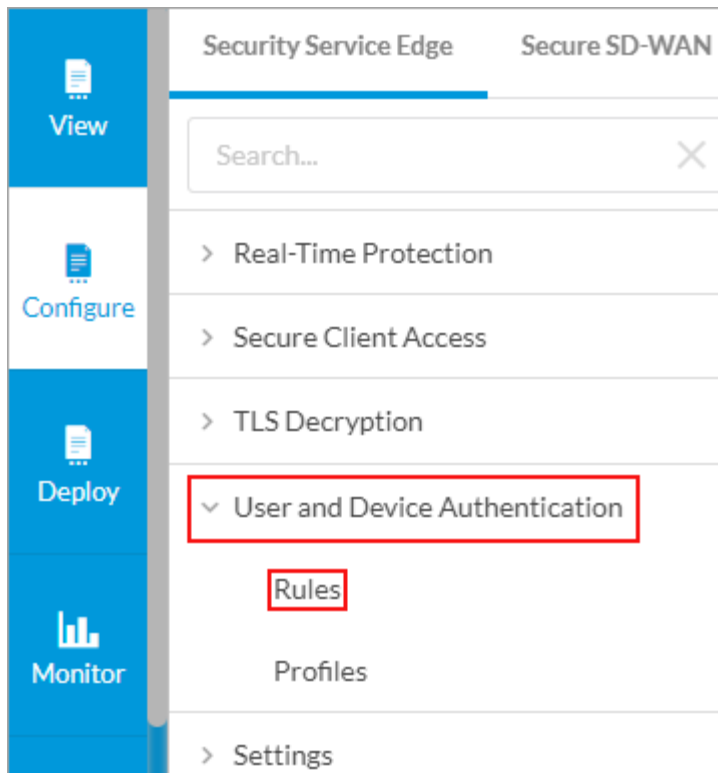 Security Service Edge
Secure SD-WAN
View
Search...
Real-Time Protection
Configure
Secure Client Access
TLS Decryption
Deploy
User and Device Authentication
Rules
Monitor
Profiles
Settings